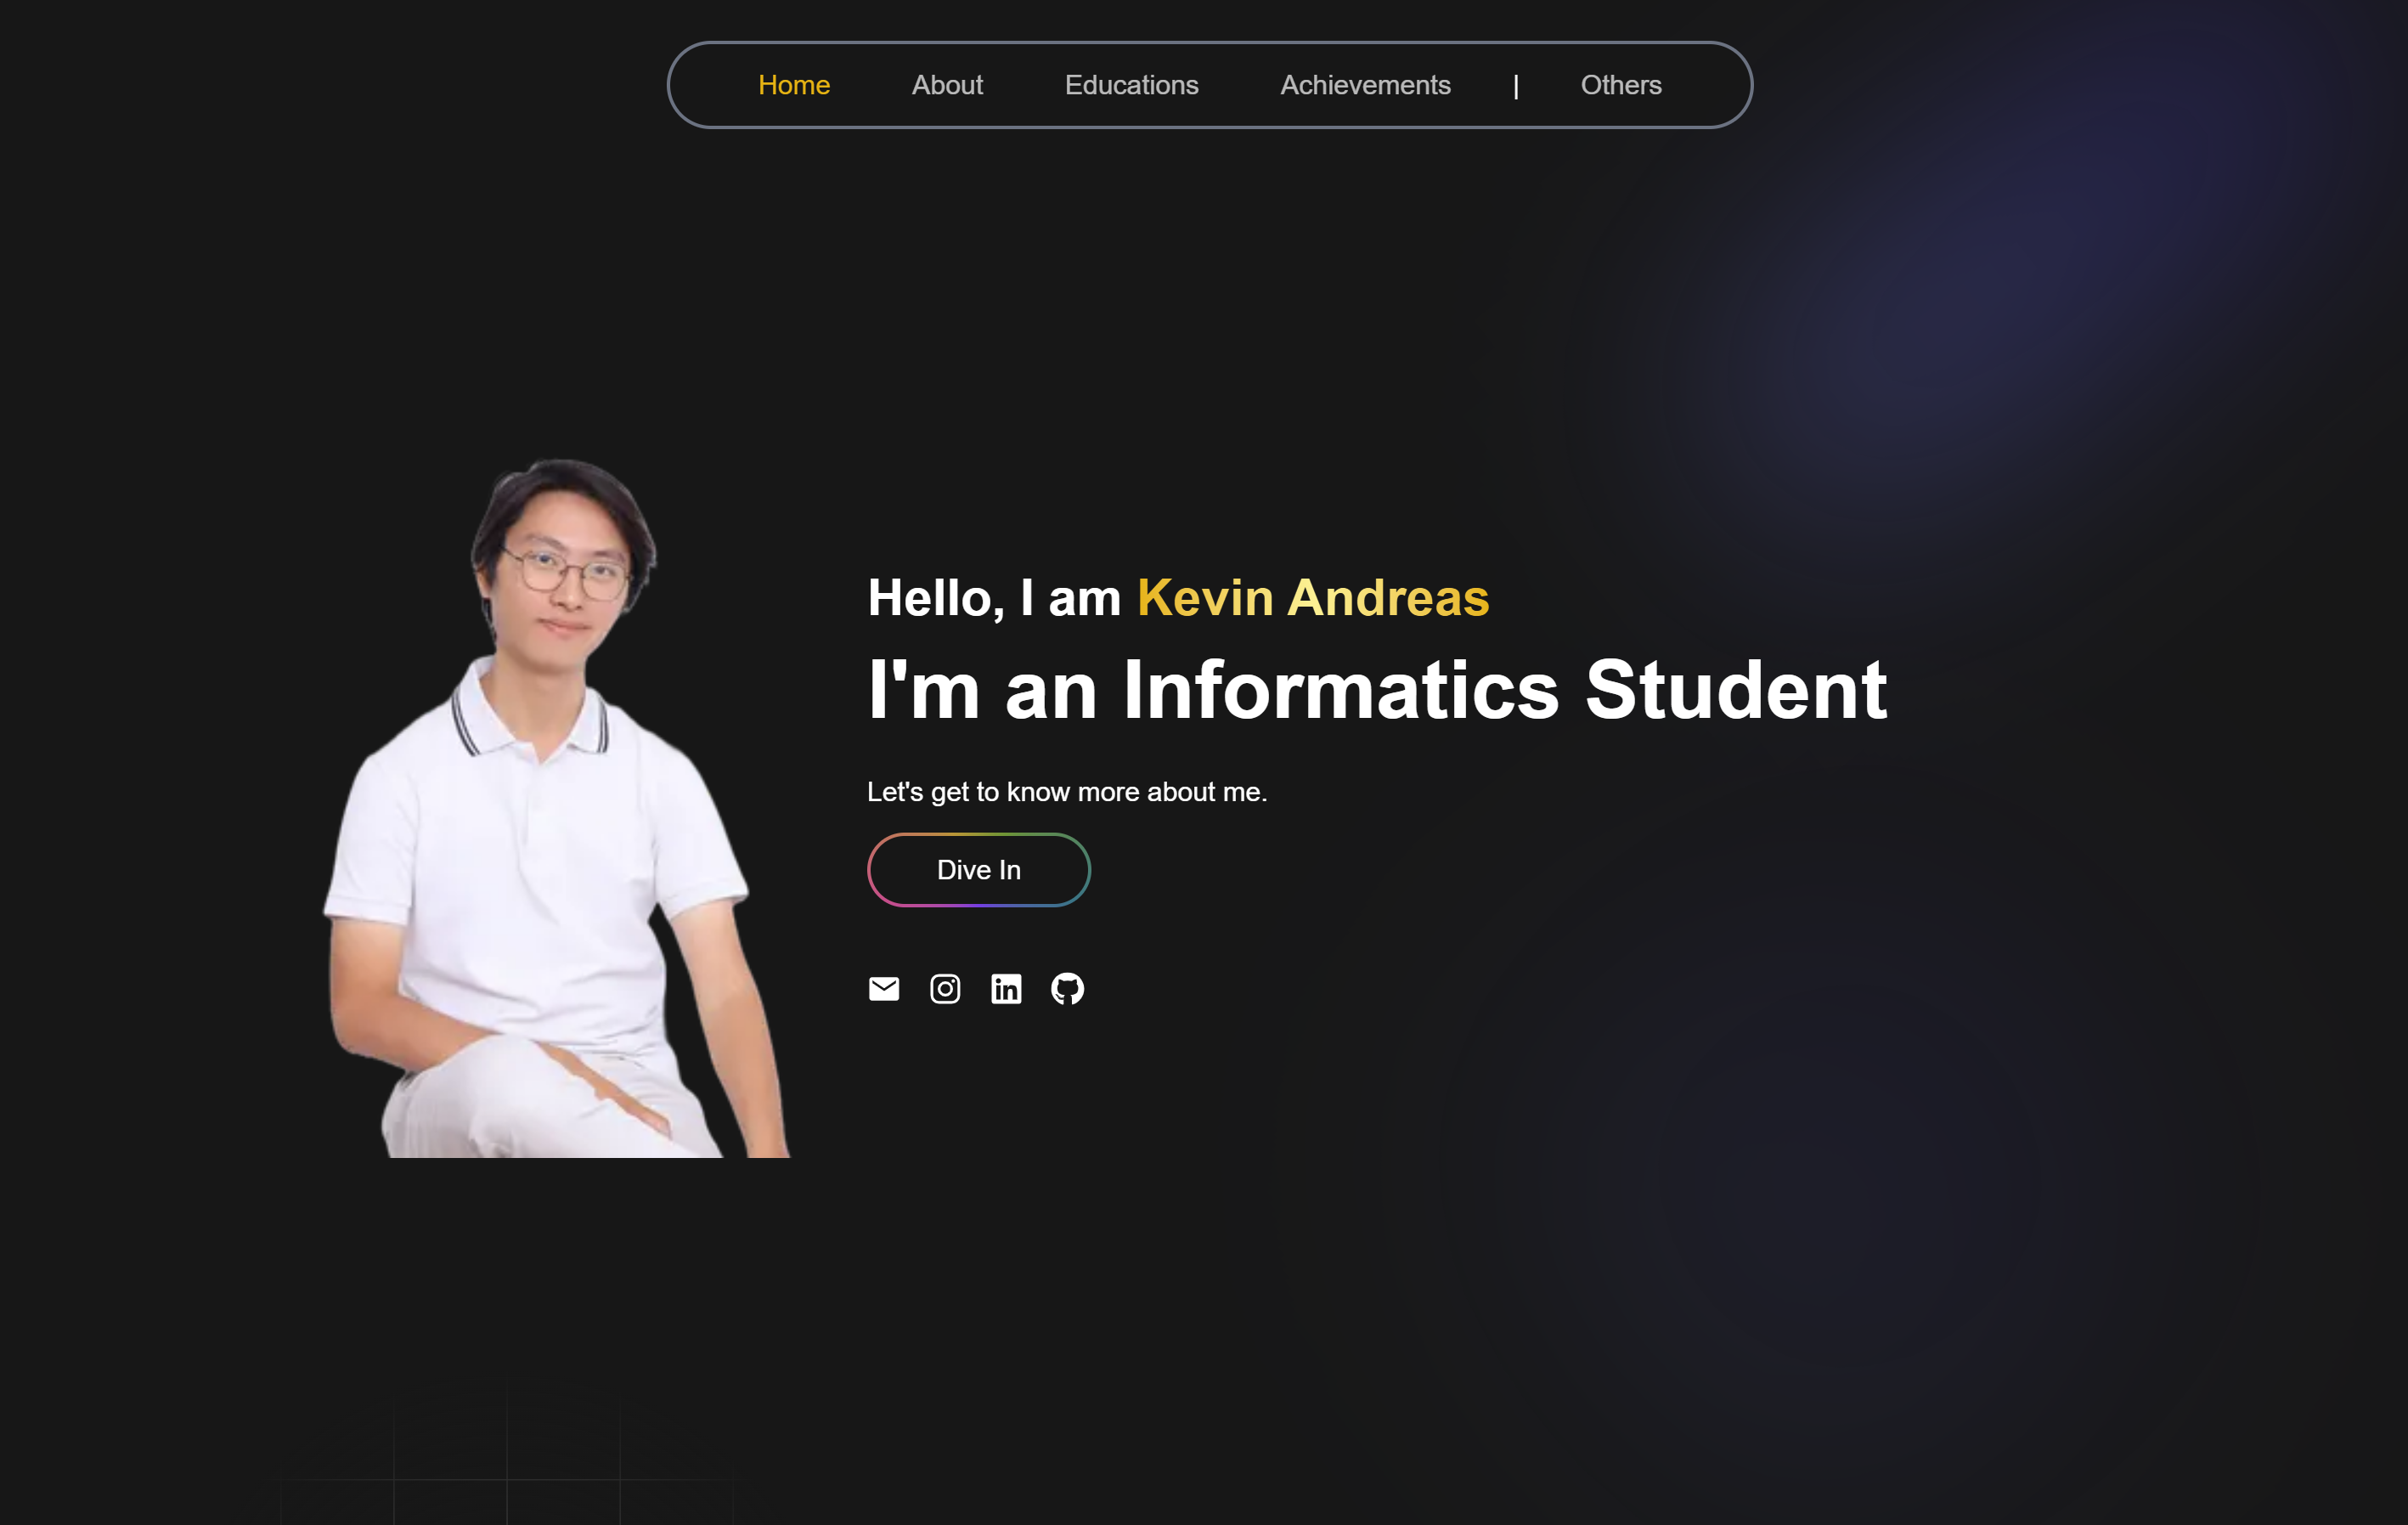 Home About Educations Achievements | Others
Hello, I am Kevin Andreas
I'm an Informatics Student
Let's get to know more about me.
Dive In
in